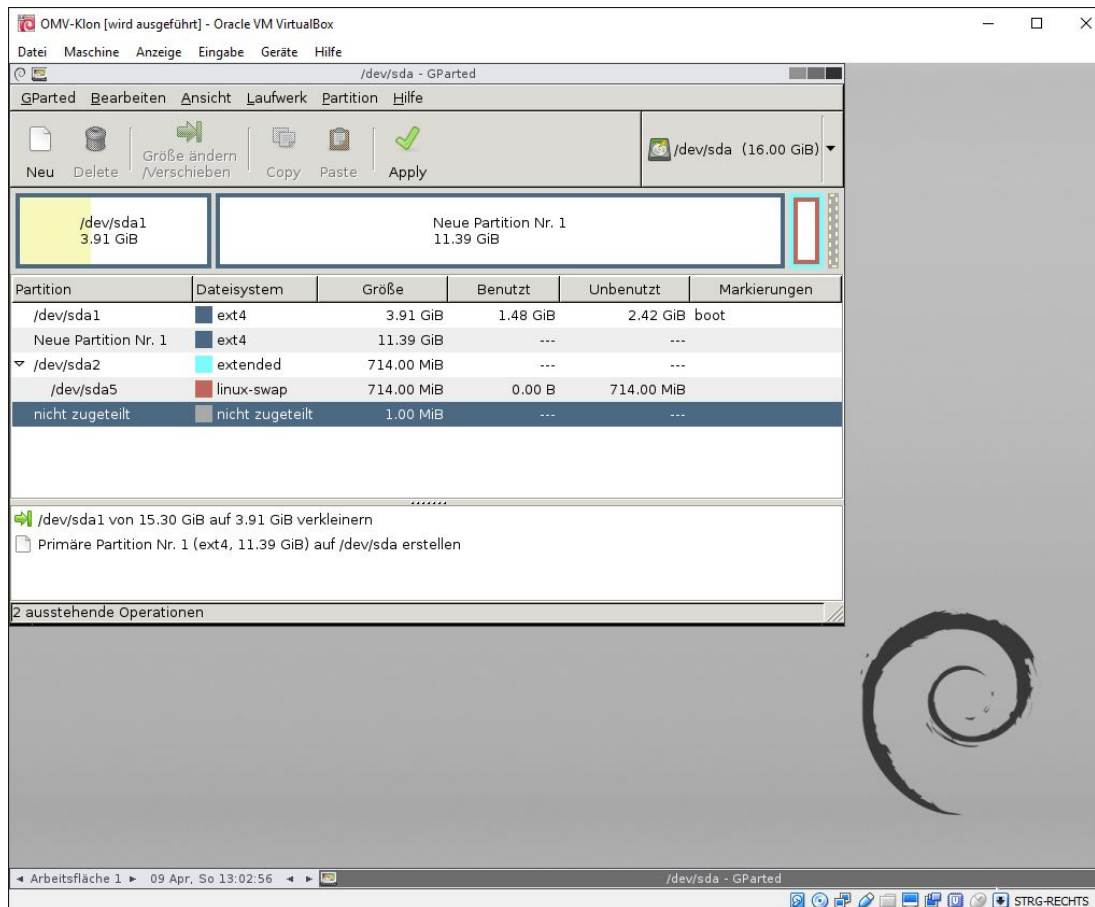 OMV-Klon [wird ausgeführt] - Oracle VM VirtualBox
Datei Maschine Anzeige Eingabe Geräte Hilfe
/dev/sda - GParted
GParted Bearbeiten Ansicht Laufwerk Partition Hilfe
Neu Delete Größe ändern /Verschieben Copy Paste Apply
/dev/sda (16.00 GiB)
/dev/sda1
3.91 GiB
Neue Partition Nr. 1
11.39 GiB
Partition Dateisystem Größe Benutzt Unbenutzt Markierungen
/dev/sda1 ext4 3.91 GiB 1.48 GiB 2.42 GiB boot
Neue Partition Nr. 1 ext4 11.39 GiB --- ---
/dev/sda2 extended 714.00 MiB --- ---
/dev/sda5 linux-swap 714.00 MiB 0.00 B 714.00 MiB
nicht zugeteilt nicht zugeteilt 1.00 MiB --- ---
/dev/sda1 von 15.30 GiB auf 3.91 GiB verkleinern
Primäre Partition Nr. 1 (ext4, 11.39 GiB) auf /dev/sda erstellen
2 ausstehende Operationen
Arbeitsfläche 1 09 Apr, So 13:02:56 /dev/sda - GParted
STRG-RECHTS